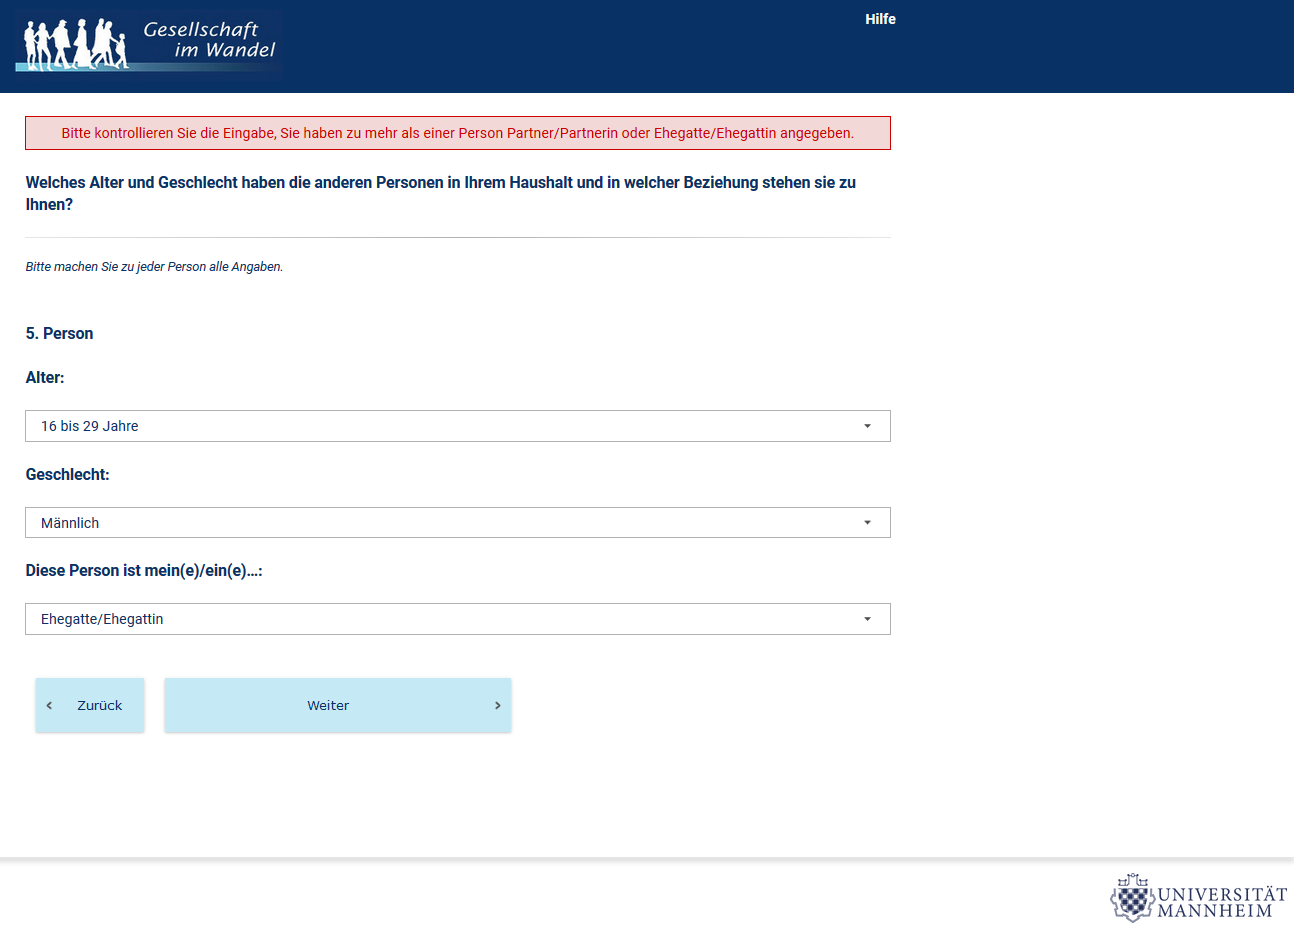 Gesellschaft
im Wandel
Hilfe
Bitte kontrollieren Sie die Eingabe, Sie haben zu mehr als einer Person Partner/Partnerin oder Ehegatte/Ehegattin angegeben.
Welches Alter und Geschlecht haben die anderen Personen in Ihrem Haushalt und in welcher Beziehung stehen sie zu
Ihnen?
Bitte machen Sie zu jeder Person alle Angaben.
5. Person
Alter:
16 bis 29 Jahre
Geschlecht:
Männlich
Diese Person ist mein(e)/ein(e)...:
Ehegatte/Ehegattin
Zurück
Weiter
UNIVERSITÄT
MANNHEIM